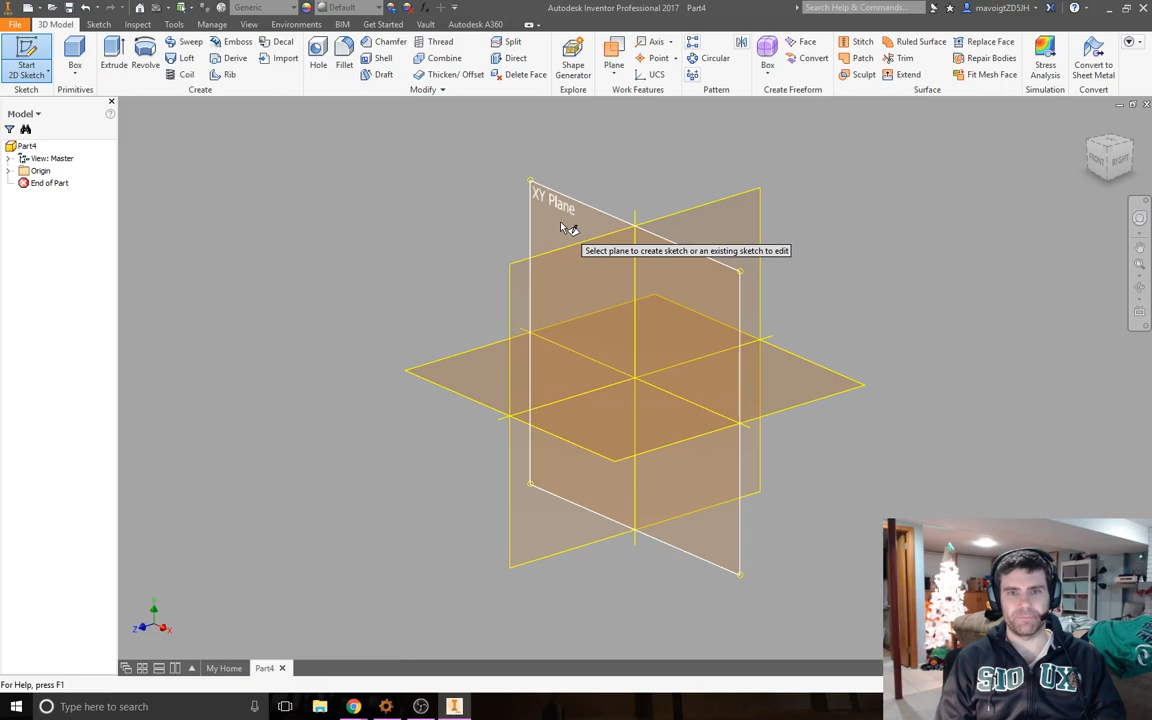 Generic
Default
Autodesk Inventor Professional 2017 Part4
Search Help & Commands...
mavoigtZD5JH
File
3D Model
Sketch
Inspect
Tools
Manage
View
Environments
BIM
Get Started
Vault
Autodesk A360
Start
2D Sketch
Box
Extrude
Revolve
Sweep
Emboss
Decal
Loft
Derive
Import
Coil
Rib
Hole
Fillet
Chamfer
Thread
Split
Shell
Combine
Direct
Draft
Thicken/ Offset
Delete Face
Shape
Generator
Plane
Axis
Point
UCS
Circular
Box
Face
Convert
Stitch
Ruled Surface
Replace Face
Patch
Trim
Repair Bodies
Sculpt
Extend
Fit Mesh Face
Stress
Analysis
Convert to
Sheet Metal
Sketch
Primitives
Create
Modify
Explore
Work Features
Pattern
Create Freeform
Surface
Simulation
Convert
Model
Part4
View: Master
Origin
End of Part
XY Plane
Select plane to create sketch or an existing sketch to edit
FRONT
RIGHT
Y
Z
X
SIOUX
My Home
Part4
For Help, press F1
Type here to search